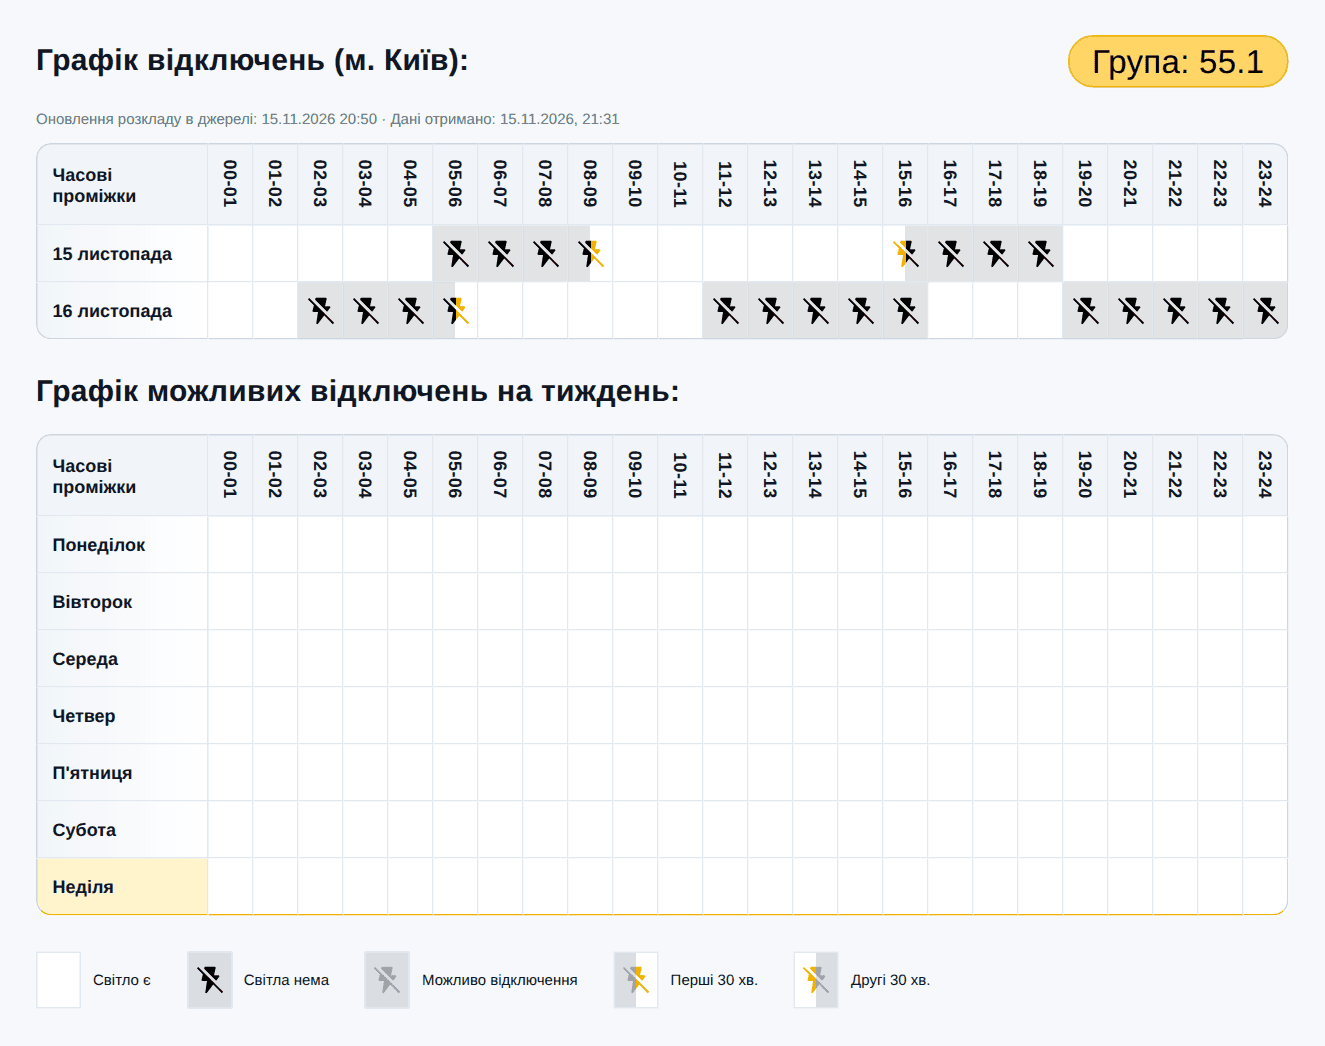 Графік відключень (м. Київ):
Група: 55.1
Оновлення розкладу в джерелі: 15.11.2026 20:50 · Дані отримано: 15.11.2026, 21:31
Часові проміжки 00-01 01-02 02-03 03-04 04-05 05-06 06-07 07-08 08-09 09-10 10-11 11-12 12-13 13-14 14-15 15-16 16-17 17-18 18-19 19-20 20-21 21-22 22-23 23-24
15 листопада
16 листопада
Графік можливих відключень на тиждень:
Часові проміжки 00-01 01-02 02-03 03-04 04-05 05-06 06-07 07-08 08-09 09-10 10-11 11-12 12-13 13-14 14-15 15-16 16-17 17-18 18-19 19-20 20-21 21-22 22-23 23-24
Понеділок
Вівторок
Середа
Четвер
П'ятниця
Субота
Неділя
Світло є Світла нема Можливо відключення Перші 30 хв. Другі 30 хв.